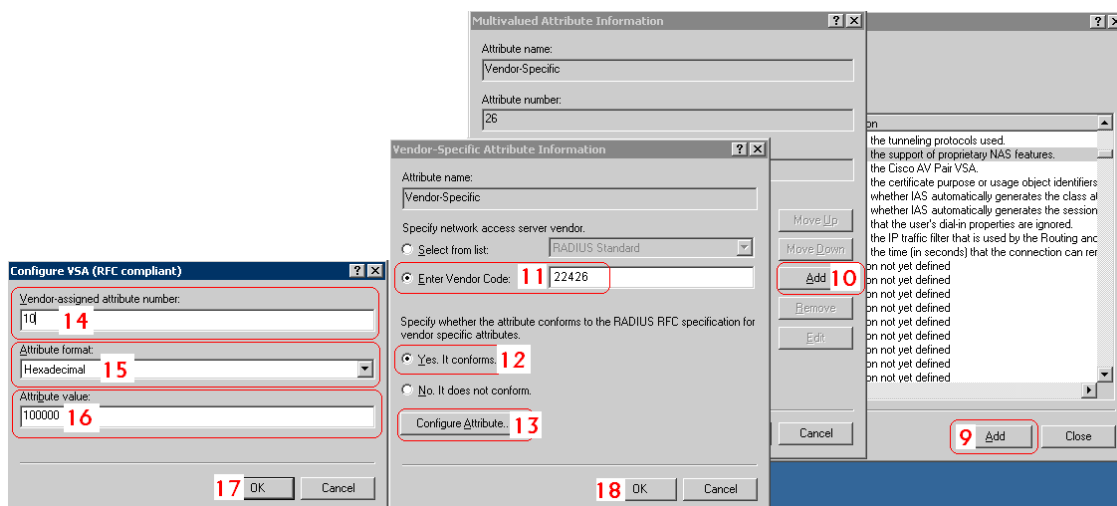 Multivalued Attribute Information
Attribute name:
Vendor-Specific
Attribute number:
26
on
the tunneling protocols used.
the support of proprietary NAS features.
the Cisco AV Pair VSA.
the certificate purpose or usage object identifiers
whether IAS automatically generates the class at
whether IAS automatically generates the session
that the user's dial-in properties are ignored.
the IP traffic filter that is used by the Routing and
the time (in seconds) that the connection can rer
on not yet defined
on not yet defined
on not yet defined
on not yet defined
on not yet defined
on not yet defined
on not yet defined
on not yet defined
on not yet defined
Move Up
Move Down
Add 10
Remove
Edit
Cancel
9 Add
Close
Vendor-Specific Attribute Information
Attribute name:
Vendor-Specific
Specify network access server vendor.
Select from list:
RADIUS Standard
Enter Vendor Code: 11 22426
Specify whether the attribute conforms to the RADIUS RFC specification for
vendor specific attributes.
Yes. It conforms. 12
No. It does not conform.
Configure Attribute.. 13
18 OK
Cancel
Configure VSA (RFC compliant)
Vendor-assigned attribute number:
10 14
Attribute format:
Hexadecimal 15
Attribute value:
100000 16
17 OK
Cancel